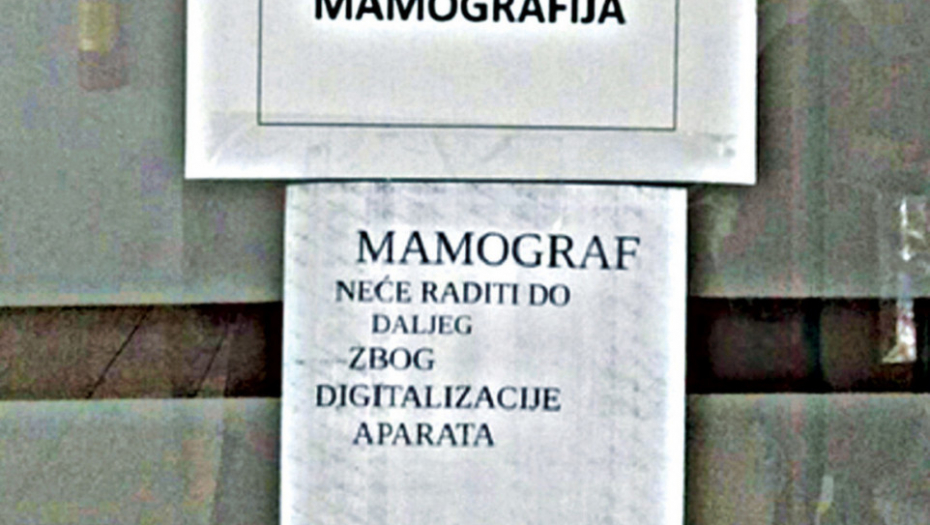 MAMOGRAFIJA
MAMOGRAF
NEĆE RADITI DO
DALJEG
ZBOG
DIGITALIZACIJE
APARATA